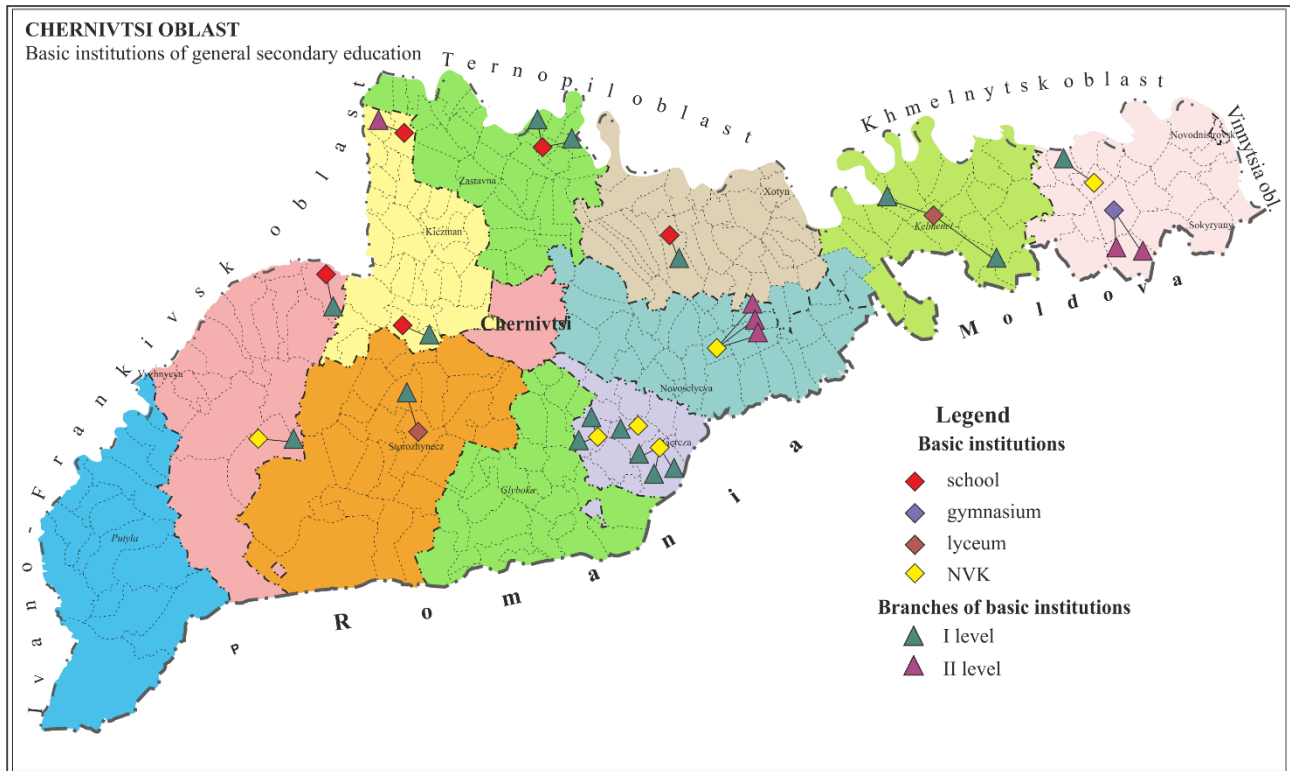 CHERNIVTSI OBLAST
Basic institutions of general secondary education
Ternopil oblast
Khmelnytsk oblast
Vinnytsia obl.
Ivano-Frankivsk oblast
Novodnistrovsk
Zastavna
Xotyn
Kiczman
Kelmenci
Sokyryany
Chernivtsi
Moldova
Vyzhnycya
Novoselycya
Storozhynecz
Gercza
Glyboka
Putyla
Romania
P
Legend
Basic institutions
school
gymnasium
lyceum
NVK
Branches of basic institutions
I level
II level